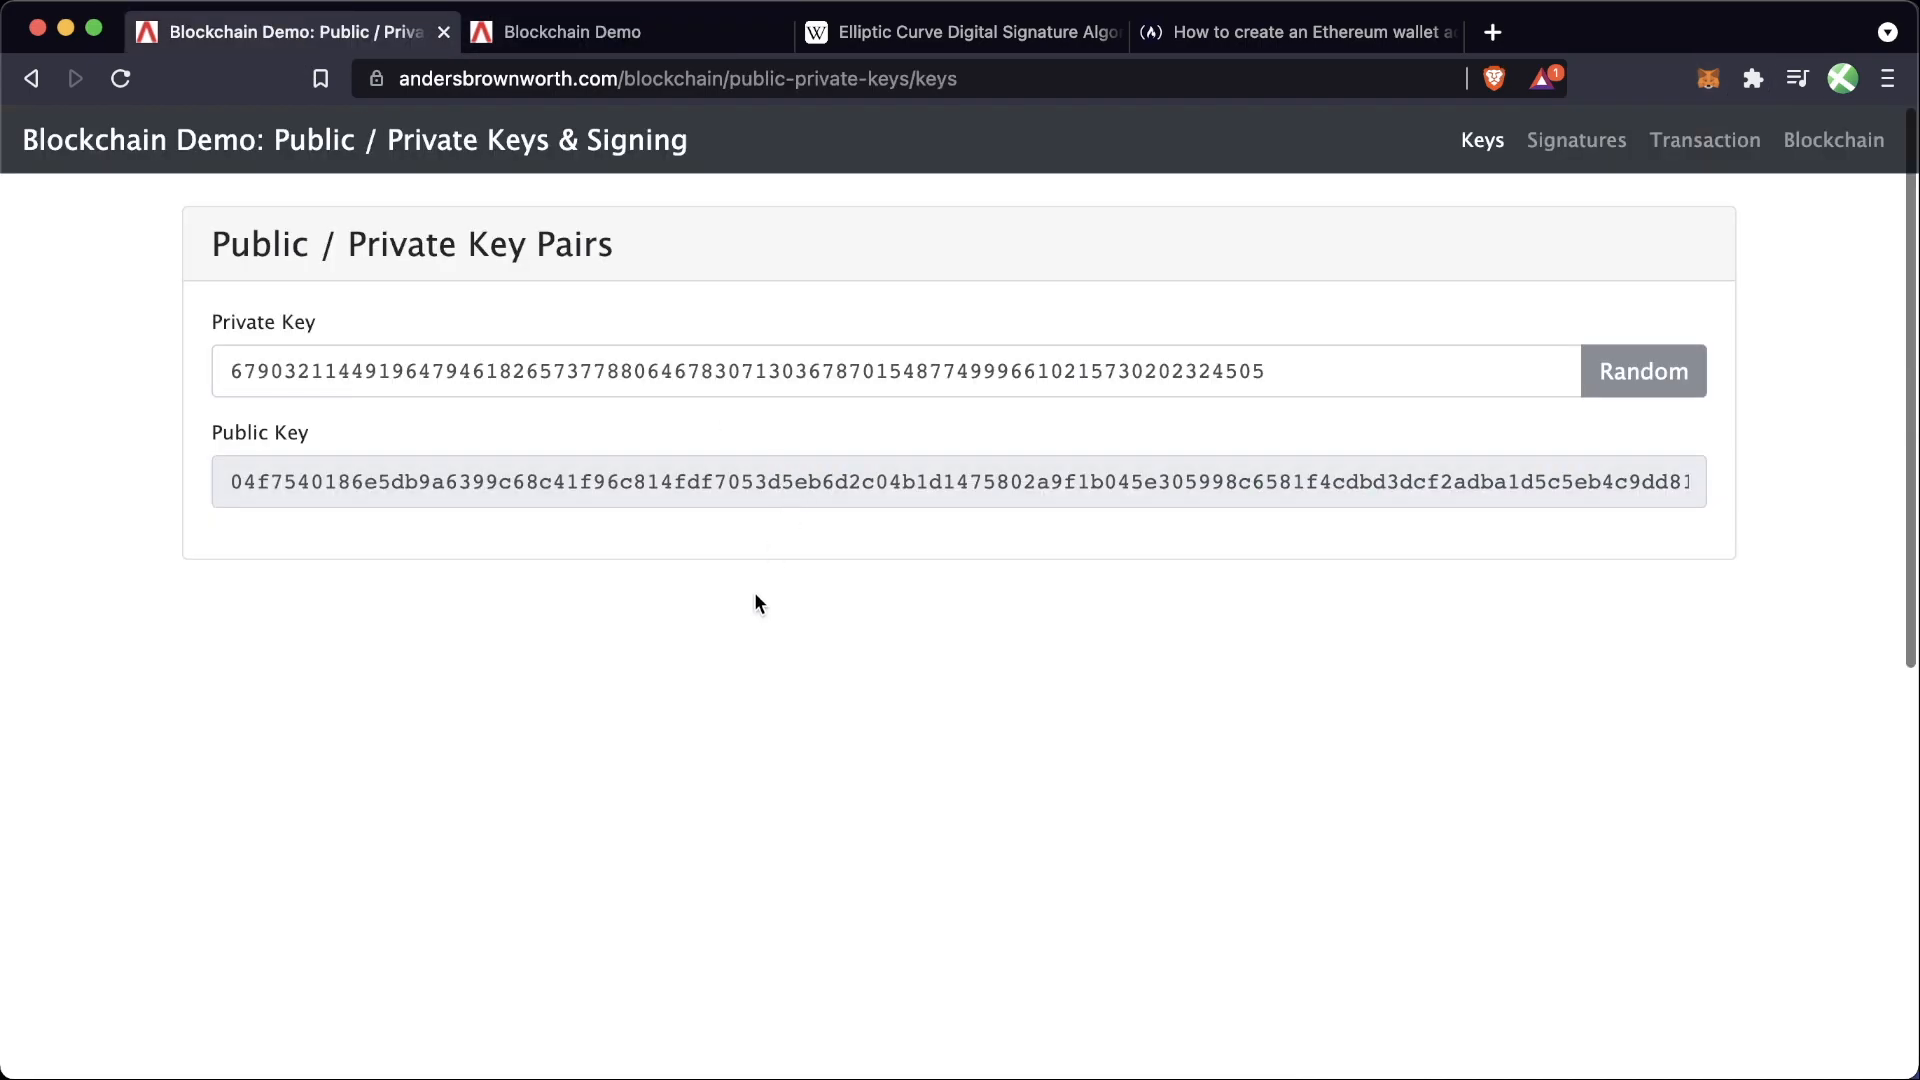 Blockchain Demo: Public / Priva
Blockchain Demo
Elliptic Curve Digital Signature Algo
How to create an Ethereum wallet a
andersbrownworth.com/blockchain/public-private-keys/keys
1
Blockchain Demo: Public / Private Keys & Signing
Keys
Signatures
Transaction
Blockchain
Public / Private Key Pairs
Private Key
67903211449196479461826573778806467830713036787015487749996610215730202324505
Random
Public Key
04f7540186e5db9a6399c68c41f96c814fdf7053d5eb6d2c04b1d1475802a9f1b045e305998c6581f4cdbd3dcf2adba1d5c5eb4c9dd81